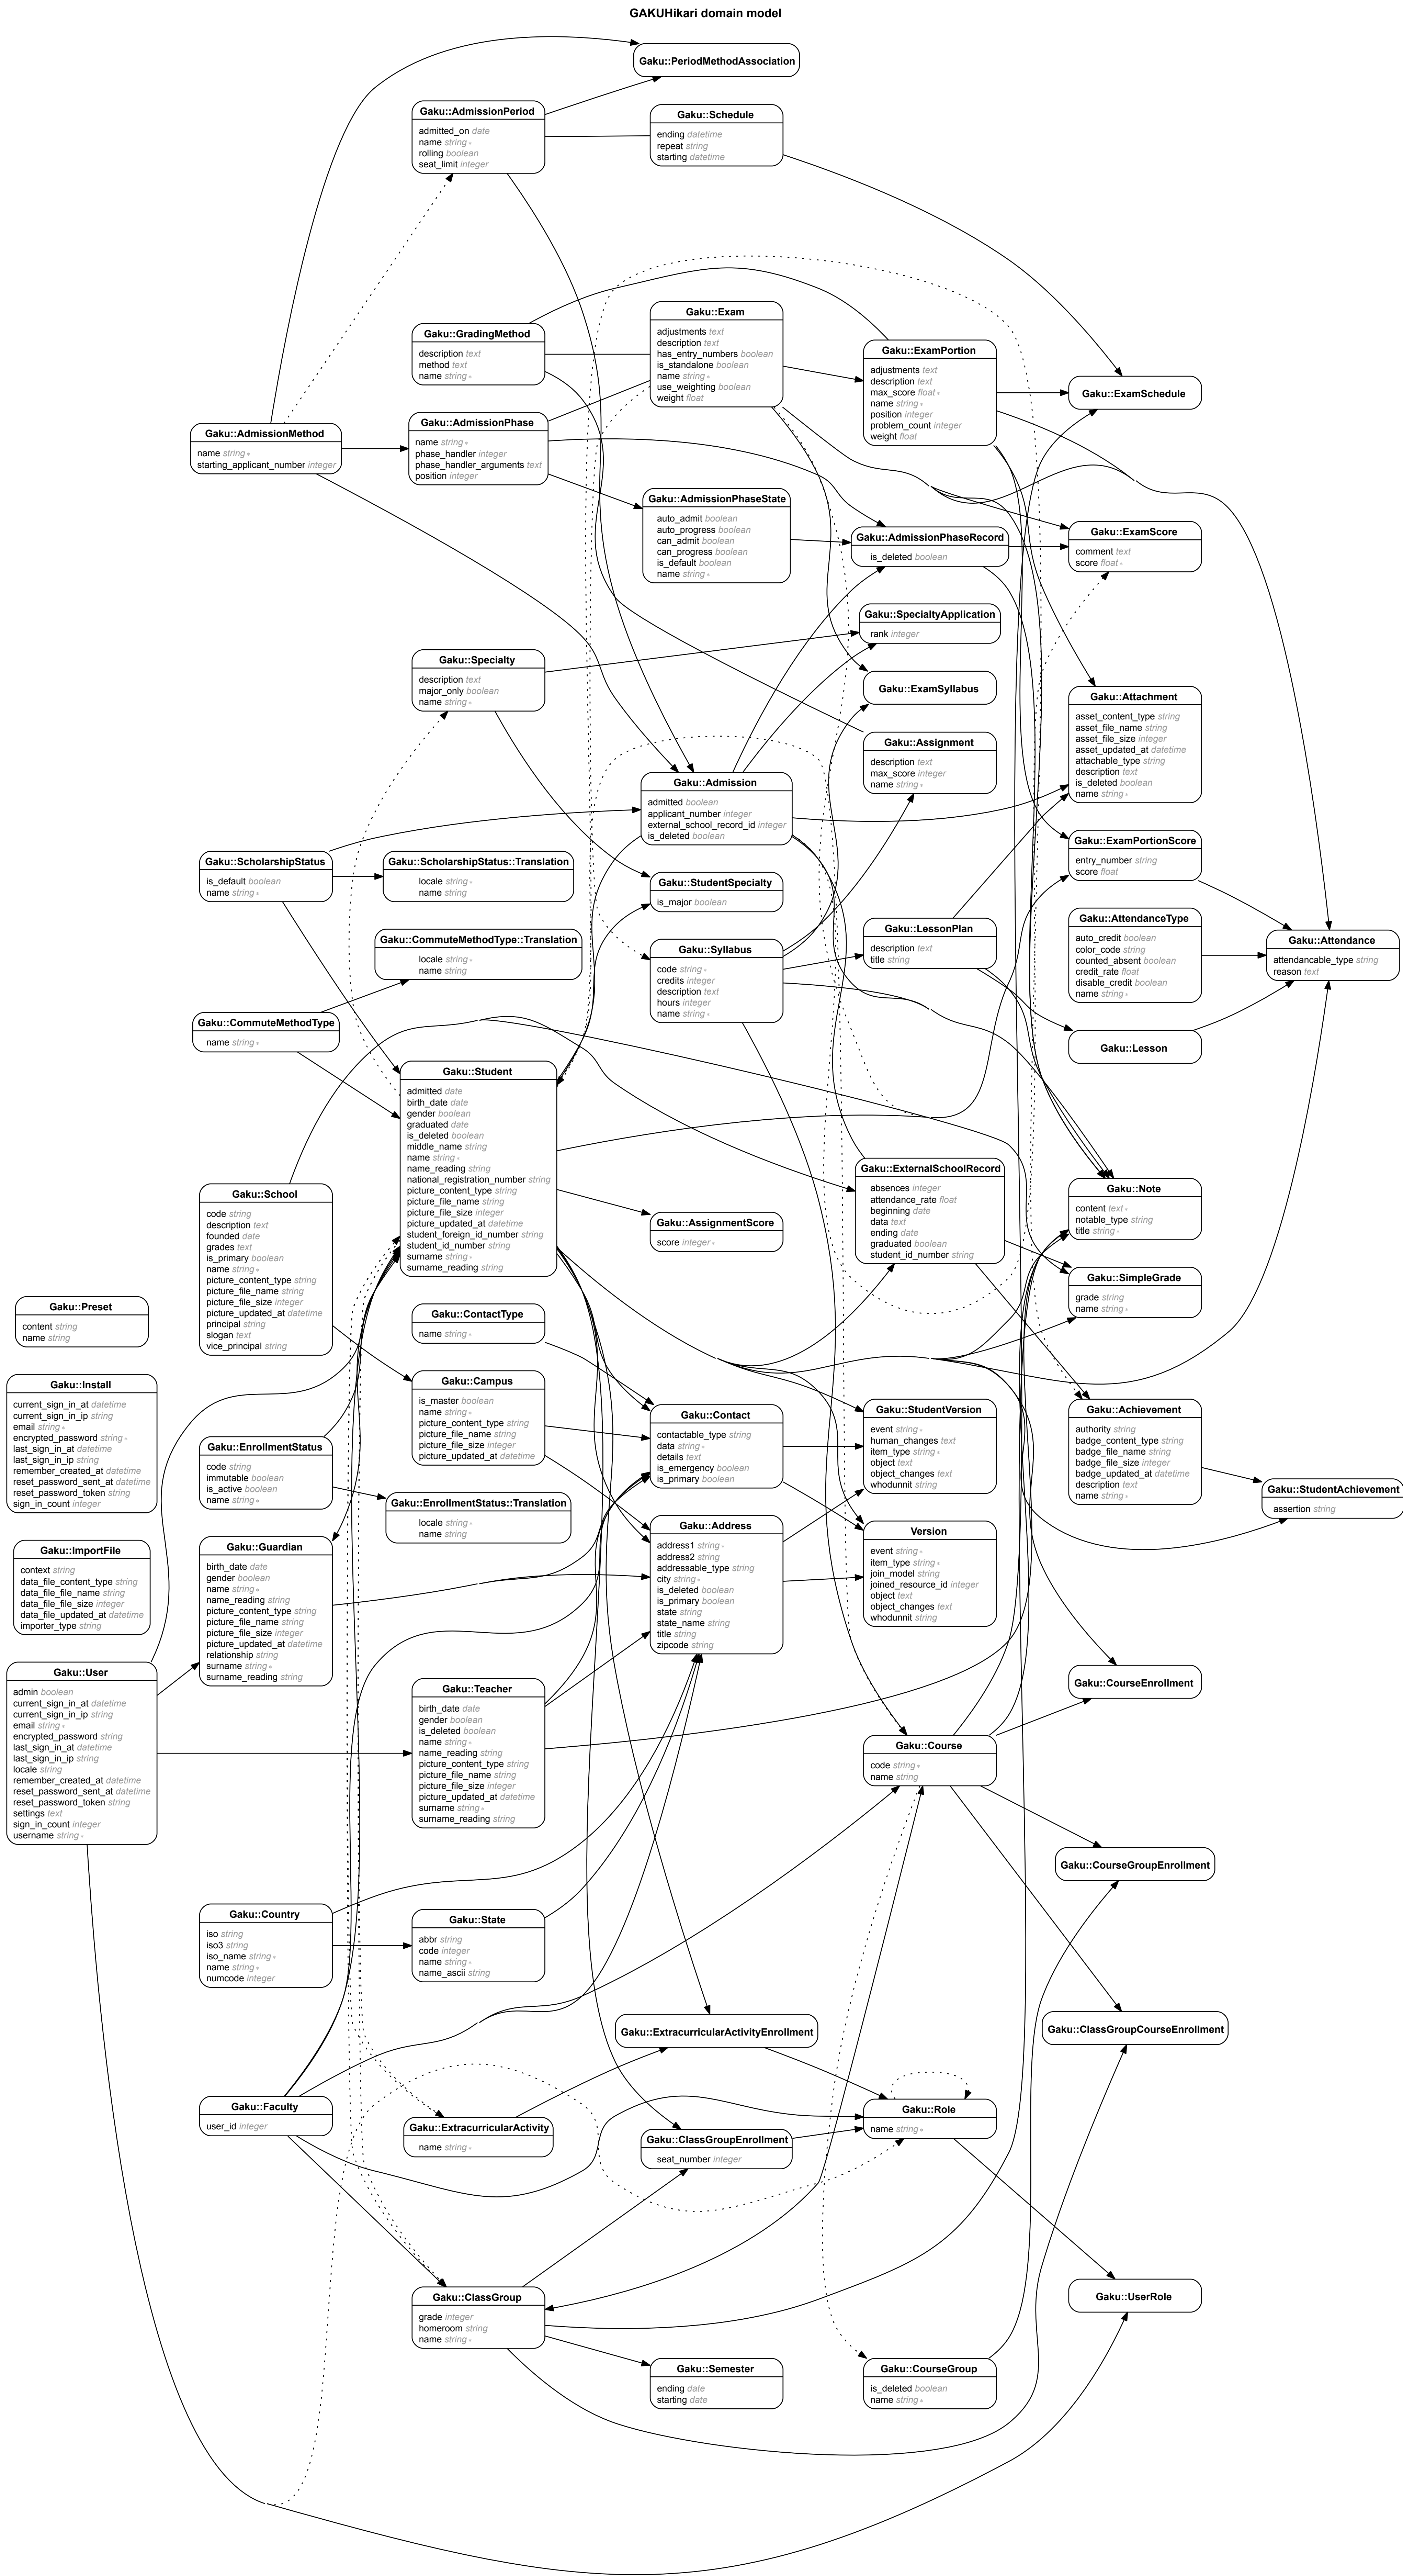 GAKUHikari domain model
Gaku::PeriodMethodAssociation
Gaku::AdmissionPeriod
admitted_on date
name string *
rolling boolean
seat_limit integer
Gaku::Schedule
ending datetime
repeat string
starting datetime
Gaku::Exam
adjustments text
description text
has_entry_numbers boolean
is_standalone boolean
name string *
use_weighting boolean
weight float
Gaku::GradingMethod
description text
method text
name string *
Gaku::ExamPortion
adjustments text
description text
max_score float *
name string *
position integer
problem_count integer
weight float
Gaku::ExamSchedule
Gaku::AdmissionMethod
name string *
starting_applicant_number integer
Gaku::AdmissionPhase
name string *
phase_handler integer
phase_handler_arguments text
position integer
Gaku::AdmissionPhaseState
auto_admit boolean
auto_progress boolean
can_admit boolean
can_progress boolean
is_default boolean
name string *
Gaku::AdmissionPhaseRecord
is_deleted boolean
Gaku::ExamScore
comment text
score float *
Gaku::SpecialtyApplication
rank integer
Gaku::Specialty
description text
major_only boolean
name string *
Gaku::ExamSyllabus
Gaku::Attachment
asset_content_type string
asset_file_name string
asset_file_size integer
asset_updated_at datetime
attachable_type string
description text
is_deleted boolean
name string *
Gaku::Assignment
description text
max_score integer
name string *
Gaku::Admission
admitted boolean
applicant_number integer
external_school_record_id integer
is_deleted boolean
Gaku::ExamPortionScore
entry_number string
score float
Gaku::ScholarshipStatus
is_default boolean
name string *
Gaku::ScholarshipStatus::Translation
locale string *
name string
Gaku::StudentSpecialty
is_major boolean
Gaku::AttendanceType
auto_credit boolean
color_code string
counted_absent boolean
credit_rate float
disable_credit boolean
name string *
Gaku::Attendance
attendancable_type string
reason text
Gaku::LessonPlan
description text
title string
Gaku::CommuteMethodType::Translation
locale string *
name string
Gaku::Syllabus
code string *
credits integer
description text
hours integer
name string *
Gaku::CommuteMethodType
name string *
Gaku::Lesson
Gaku::Student
admitted date
birth_date date
gender boolean
graduated date
is_deleted boolean
middle_name string
name string *
name_reading string
national_registration_number string
picture_content_type string
picture_file_name string
picture_file_size integer
picture_updated_at datetime
student_foreign_id_number string
student_id_number string
surname string *
surname_reading string
Gaku::ExternalSchoolRecord
absences integer
attendance_rate float
beginning date
data text
ending date
graduated boolean
student_id_number string
Gaku::Note
content text *
notable_type string
title string *
Gaku::School
code string
description text
founded date
grades text
is_primary boolean
name string *
picture_content_type string
picture_file_name string
picture_file_size integer
picture_updated_at datetime
principal string
slogan text
vice_principal string
Gaku::AssignmentScore
score integer *
Gaku::SimpleGrade
grade string
name string *
Gaku::Preset
content string
name string
Gaku::ContactType
name string *
Gaku::Install
current_sign_in_at datetime
current_sign_in_ip string
email string *
encrypted_password string *
last_sign_in_at datetime
last_sign_in_ip string
remember_created_at datetime
reset_password_sent_at datetime
reset_password_token string
sign_in_count integer
Gaku::Campus
is_master boolean
name string *
picture_content_type string
picture_file_name string
picture_file_size integer
picture_updated_at datetime
Gaku::Contact
contactable_type string
data string *
details text
is_emergency boolean
is_primary boolean
Gaku::StudentVersion
event string *
human_changes text
item_type string *
object text
object_changes text
whodunnit string
Gaku::Achievement
authority string
badge_content_type string
badge_file_name string
badge_file_size integer
badge_updated_at datetime
description text
name string *
Gaku::StudentAchievement
assertion string
Gaku::EnrollmentStatus
code string
immutable boolean
is_active boolean
name string *
Gaku::EnrollmentStatus::Translation
locale string *
name string
Gaku::Address
address1 string *
address2 string
addressable_type string
city string *
is_deleted boolean
is_primary boolean
state string
state_name string
title string
zipcode string
Version
event string *
item_type string *
join_model string
joined_resource_id integer
object text
object_changes text
whodunnit string
Gaku::ImportFile
context string
data_file_content_type string
data_file_file_name string
data_file_file_size integer
data_file_updated_at datetime
importer_type string
Gaku::Guardian
birth_date date
gender boolean
name string *
name_reading string
picture_content_type string
picture_file_name string
picture_file_size integer
picture_updated_at datetime
relationship string
surname string *
surname_reading string
Gaku::User
admin boolean
current_sign_in_at datetime
current_sign_in_ip string
email string *
encrypted_password string
last_sign_in_at datetime
last_sign_in_ip string
locale string
remember_created_at datetime
reset_password_sent_at datetime
reset_password_token string
settings text
sign_in_count integer
username string *
Gaku::Teacher
birth_date date
gender boolean
is_deleted boolean
name string *
name_reading string
picture_content_type string
picture_file_name string
picture_file_size integer
picture_updated_at datetime
surname string *
surname_reading string
Gaku::CourseEnrollment
Gaku::Course
code string *
name string
Gaku::CourseGroupEnrollment
Gaku::Country
iso string
iso3 string
iso_name string *
name string *
numcode integer
Gaku::State
abbr string
code integer
name string *
name_ascii string
Gaku::ExtracurricularActivityEnrollment
Gaku::ClassGroupCourseEnrollment
Gaku::Faculty
user_id integer
Gaku::ExtracurricularActivity
name string *
Gaku::ClassGroupEnrollment
seat_number integer
Gaku::Role
name string *
Gaku::UserRole
Gaku::ClassGroup
grade integer
homeroom string
name string *
Gaku::Semester
ending date
starting date
Gaku::CourseGroup
is_deleted boolean
name string *